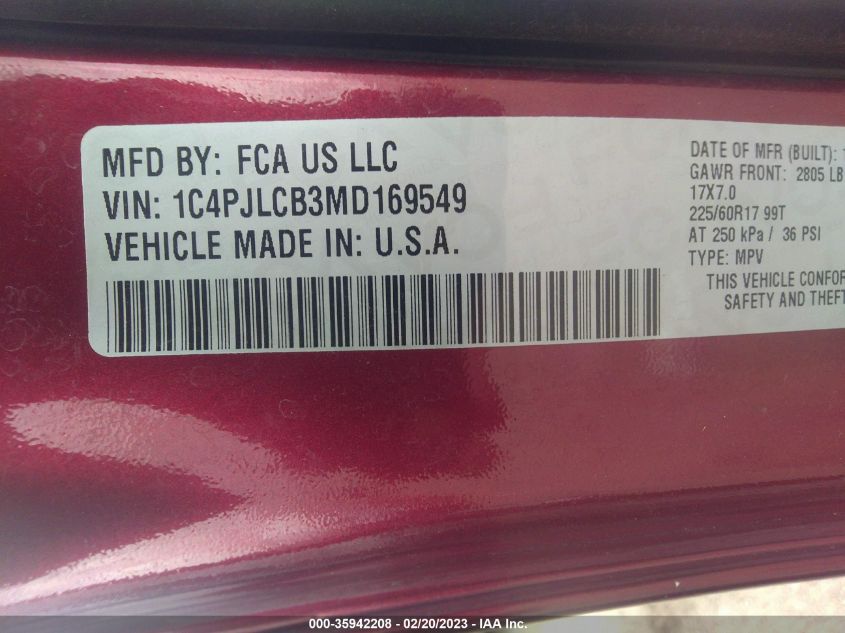 MFD BY: FCA US LLC
VIN: 1C4PJLCB3MD169549
VEHICLE MADE IN: U.S.A.
DATE OF MFR (BUILT):
GAWR FRONT: 2805 LB
17X7.0
225/60R17 99T
AT 250 kPa / 36 PSI
TYPE: MPV
THIS VEHICLE
SAFETY AND THEFT
000-35942208 - 02/20/2023 - IAA Inc.